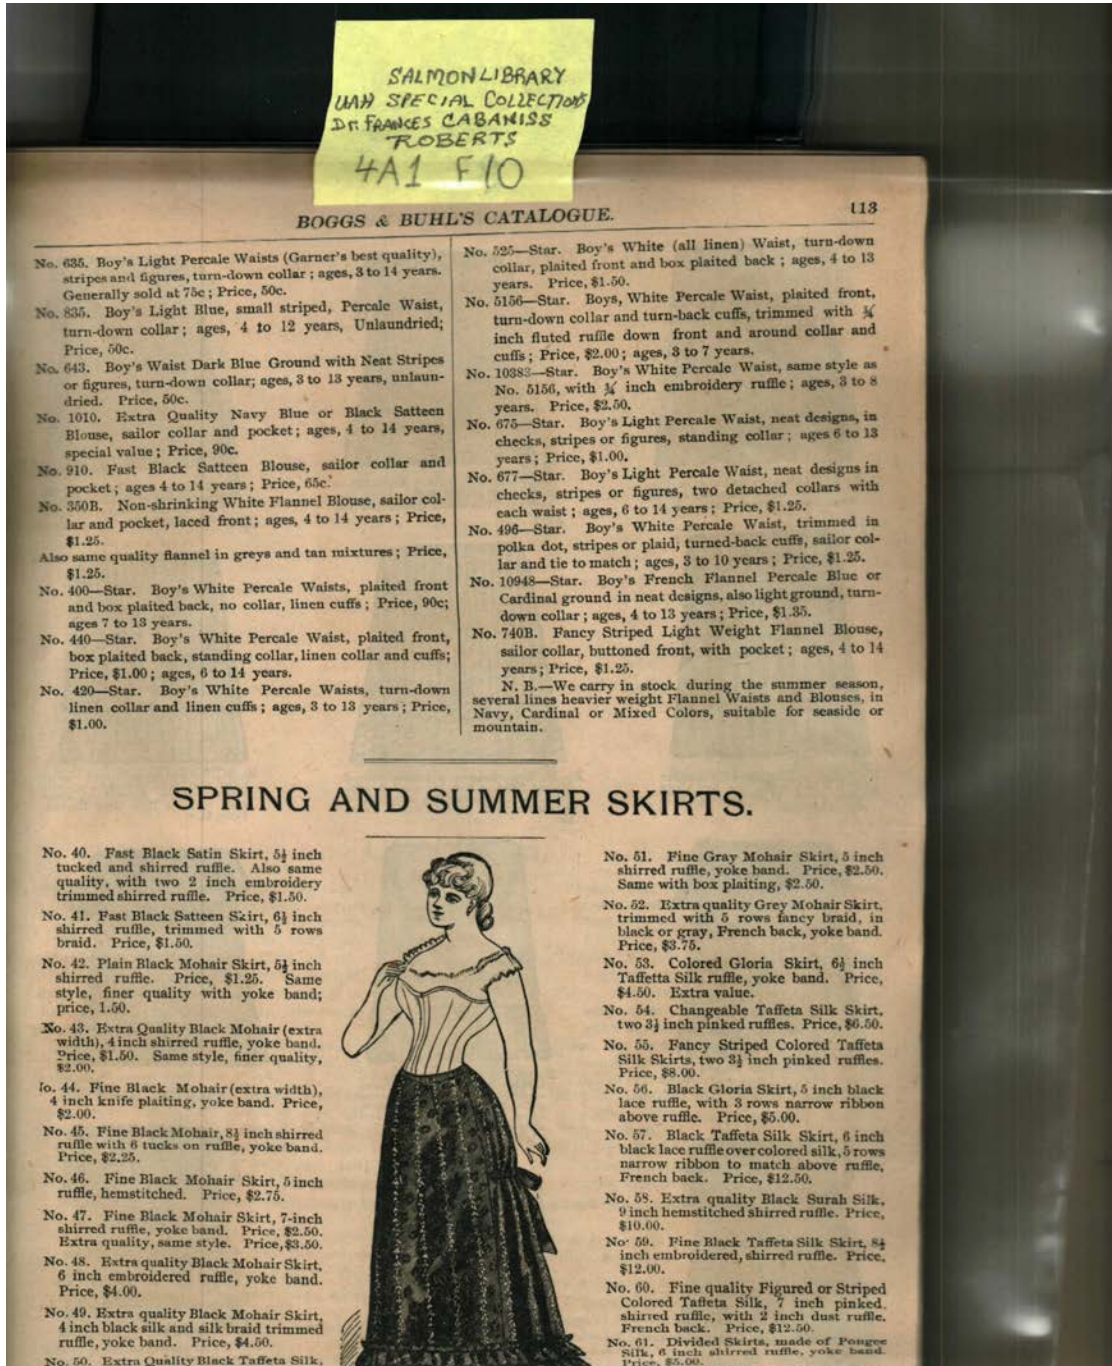 SALMON LIBRARY
UAH SPECIAL COLLECTIONS
Dr. FRANCES CABANISS
ROBERTS
4A1 F10
BOGGS & BUHL'S CATALOGUE.
113
No. 635. Boy's Light Percale Waists (Garner's best quality),
stripes and figures, turn-down collar; ages, 3 to 14 years.
Generally sold at 75c; Price, 50c.
No. 835. Boy's Light Blue, small striped, Percale Waist,
turn-down collar; ages, 4 to 12 years, Unlaundried;
Price, 50c.
No. 643. Boy's Waist Dark Blue Ground with Neat Stripes
or figures, turn-down collar; ages, 3 to 13 years, unlaun-
dried. Price, 50c.
No. 1010. Extra Quality Navy Blue or Black Satteen
Blouse, sailor collar and pocket; ages, 4 to 14 years,
special value; Price, 90c.
No. 910. Fast Black Satteen Blouse, sailor collar and
pocket; ages 4 to 14 years; Price, 65c.
No. 350B. Non-shrinking White Flannel Blouse, sailor col-
lar and pocket, laced front; ages, 4 to 14 years; Price,
$1.25.
Also same quality flannel in greys and tan mixtures; Price,
$1.25.
No. 400—Star. Boy's White Percale Waists, plaited front
and box plaited back, no collar, linen cuffs; Price, 90c;
ages 7 to 13 years.
No. 440—Star. Boy's White Percale Waist, plaited front,
box plaited back, standing collar, linen collar and cuffs;
Price, $1.00; ages, 6 to 14 years.
No. 420—Star. Boy's White Percale Waists, turn-down
linen collar and linen cuffs; ages, 3 to 13 years; Price,
$1.00.
No. 525—Star. Boy's White (all linen) Waist, turn-down
collar, plaited front and box plaited back; ages, 4 to 13
years. Price, $1.50.
No. 5156—Star. Boys, White Percale Waist, plaited front,
turn-down collar and turn-back cuffs, trimmed with ¾
inch fluted ruffle down front and around collar and
cuffs; Price, $2.00; ages, 3 to 7 years.
No. 10383—Star. Boy's White Percale Waist, same style as
No. 5156, with ¾ inch embroidery ruffle; ages, 3 to 8
years. Price, $2.50.
No. 675—Star. Boy's Light Percale Waist, neat designs, in
checks, stripes or figures, standing collar; ages 6 to 13
years; Price, $1.00.
No. 677—Star. Boy's Light Percale Waist, neat designs in
checks, stripes or figures, two detached collars with
each waist; ages, 6 to 14 years; Price, $1.25.
No. 496—Star. Boy's White Percale Waist, trimmed in
polka dot, stripes or plaid, turned-back cuffs, sailor col-
lar and tie to match; ages, 3 to 10 years; Price, $1.25.
No. 10948—Star. Boy's French Flannel Percale Blue or
Cardinal ground in neat designs, also light ground, turn-
down collar; ages, 4 to 13 years; Price, $1.35.
No. 740B. Fancy Striped Light Weight Flannel Blouse,
sailor collar, buttoned front, with pocket; ages, 4 to 14
years; Price, $1.25.
N. B.—We carry in stock during the summer season,
several lines heavier weight Flannel Waists and Blouses, in
Navy, Cardinal or Mixed Colors, suitable for seaside or
mountain.
SPRING AND SUMMER SKIRTS.
No. 40. Fast Black Satin Skirt, 5½ inch
tucked and shirred ruffle. Also same
quality, with two 2 inch embroidery
trimmed shirred ruffle. Price, $1.50.
No. 41. Fast Black Satteen Skirt, 6½ inch
shirred ruffle, trimmed with 5 rows
braid. Price, $1.50.
No. 42. Plain Black Mohair Skirt, 5½ inch
shirred ruffle. Price, $1.25. Same
style, finer quality with yoke band;
price, 1.50.
No. 43. Extra Quality Black Mohair (extra
width), 4 inch shirred ruffle, yoke band.
Price, $1.50. Same style, finer quality,
$2.00.
No. 44. Fine Black Mohair (extra width),
4 inch knife plaiting, yoke band. Price,
$2.00.
No. 45. Fine Black Mohair, 8½ inch shirred
ruffle with 6 tucks on ruffle, yoke band.
Price, $2.25.
No. 46. Fine Black Mohair Skirt, 5 inch
ruffle, hemstitched. Price, $2.75.
No. 47. Fine Black Mohair Skirt, 7-inch
shirred ruffle, yoke band. Price, $2.50.
Extra quality, same style. Price, $3.50.
No. 48. Extra quality Black Mohair Skirt,
6 inch embroidered ruffle, yoke band.
Price, $4.00.
No. 49. Extra quality Black Mohair Skirt,
4 inch black silk and silk braid trimmed
ruffle, yoke band. Price, $4.50.
No. 50. Extra Quality Black Taffeta Silk,
No. 51. Fine Gray Mohair Skirt, 5 inch
shirred ruffle, yoke band. Price, $2.50.
Same with box plaiting, $2.50.
No. 52. Extra quality Grey Mohair Skirt,
trimmed with 5 rows fancy braid, in
black or gray, French back, yoke band.
Price, $3.75.
No. 53. Colored Gloria Skirt, 6½ inch
Taffetta Silk ruffle, yoke band. Price,
$4.50. Extra value.
No. 54. Changeable Taffeta Silk Skirt,
two 3½ inch pinked ruffles. Price, $6.50.
No. 55. Fancy Striped Colored Taffeta
Silk Skirts, two 3½ inch pinked ruffles.
Price, $8.00.
No. 56. Black Gloria Skirt, 5 inch black
lace ruffle, with 3 rows narrow ribbon
above ruffle. Price, $5.00.
No. 57. Black Taffeta Silk Skirt, 6 inch
black lace ruffle over colored silk, 5 rows
narrow ribbon to match above ruffle,
French back. Price, $12.50.
No. 58. Extra quality Black Surah Silk,
9 inch hemstitched shirred ruffle. Price,
$10.00.
No. 59. Fine Black Taffeta Silk Skirt, 8½
inch embroidered, shirred ruffle. Price,
$12.00.
No. 60. Fine quality Figured or Striped
Colored Taffeta Silk, 7 inch pinked,
shirred ruffle, with 2 inch dust ruffle,
French back. Price, $12.50.
No. 61. Divided Skirts, made of Pongee
Silk, 6 inch shirred ruffle, yoke band.
Price, $5.00.